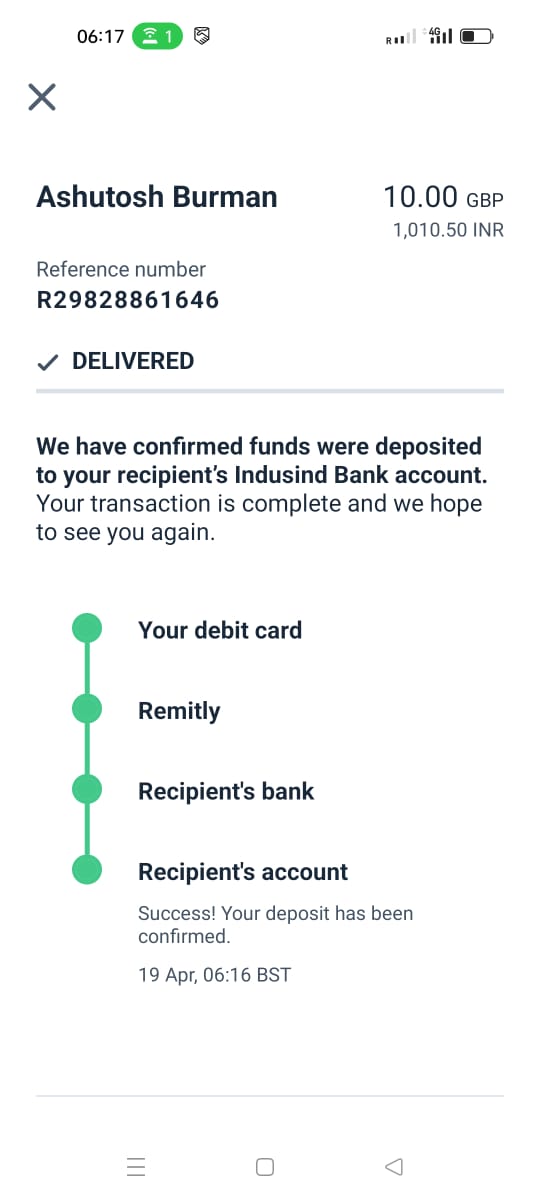 06:17 1 R 4G
Ashutosh Burman 10.00 GBP
1,010.50 INR
Reference number
R29828861646
DELIVERED
We have confirmed funds were deposited
to your recipient's Indusind Bank account.
Your transaction is complete and we hope
to see you again.
Your debit card
Remitly
Recipient's bank
Recipient's account
Success! Your deposit has been
confirmed.
19 Apr, 06:16 BST